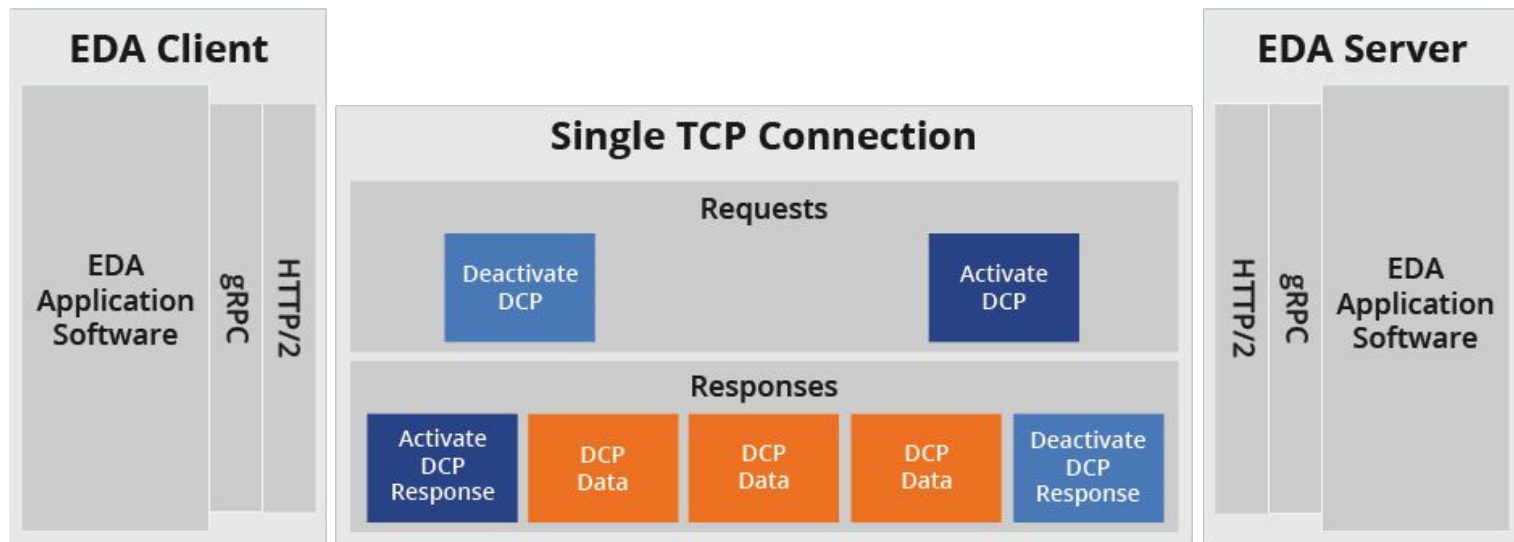 EDA Client
EDA
Application
Software
gRPC
HTTP/2
Single TCP Connection
Requests
Deactivate
DCP
Activate
DCP
Responses
Activate
DCP
Response
DCP
Data
DCP
Data
DCP
Data
Deactivate
DCP
Response
EDA Server
HTTP/2
gRPC
EDA
Application
Software